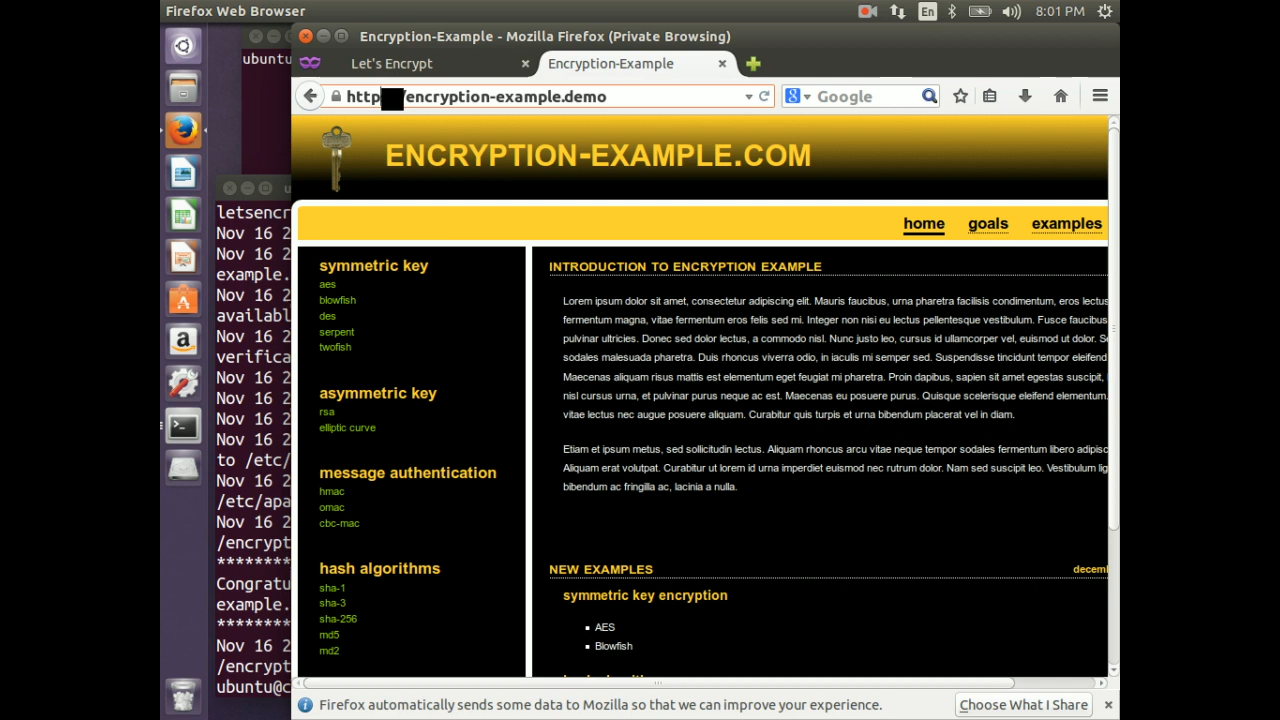 Firefox Web Browser
En
8:01 PM
Encryption-Example - Mozilla Firefox (Private Browsing)
ubuntu
Let's Encrypt
Encryption-Example
http
/encryption-example.demo
Google
ENCRYPTION-EXAMPLE.COM
home
goals
examples
letsencr
Nov 16 2
Nov 16 2
example.
Nov 16 2
availabl
Nov 16 2
verifica
Nov 16 2
Nov 16 2
Nov 16 2
Nov 16 2
to /etc/
Nov 16 2
/etc/apa
Nov 16 2
/encrypt
********
Congratu
example.
********
Nov 16 2
/encrypt
ubuntu@c
symmetric key
aes
blowfish
des
serpent
twofish
asymmetric key
rsa
elliptic curve
message authentication
hmac
omac
cbc-mac
hash algorithms
sha-1
sha-3
sha-256
md5
md2
INTRODUCTION TO ENCRYPTION EXAMPLE
Lorem ipsum dolor sit amet, consectetur adipiscing elit. Mauris faucibus, urna pharetra facilisis condimentum, eros lectus
fermentum magna, vitae fermentum eros felis sed mi. Integer non nisi eu lectus pellentesque vestibulum. Fusce faucibus
pulvinar ultricies. Donec sed dolor lectus, a commodo nisl. Nunc justo leo, cursus id ullamcorper vel, euismod ut dolor. Se
sodales malesuada pharetra. Duis rhoncus viverra odio, in iaculis mi semper sed. Suspendisse tincidunt tempor eleifend
Maecenas aliquam risus mattis est elementum eget feugiat mi pharetra. Proin dapibus, sapien sit amet egestas suscipit,
nisl cursus urna, et pulvinar purus neque ac est. Maecenas eu posuere purus. Quisque scelerisque eleifend elementum.
vitae lectus nec augue posuere aliquam. Curabitur quis turpis et urna bibendum placerat vel in diam.
Etiam et ipsum metus, sed sollicitudin lectus. Aliquam rhoncus arcu vitae neque tempor sodales fermentum libero adipisc
Aliquam erat volutpat. Curabitur ut lorem id urna imperdiet euismod nec rutrum dolor. Nam sed suscipit leo. Vestibulum lig
bibendum ac fringilla ac, lacinia a nulla.
NEW EXAMPLES
decemb
symmetric key encryption
AES
Blowfish
Firefox automatically sends some data to Mozilla so that we can improve your experience.
Choose What I Share